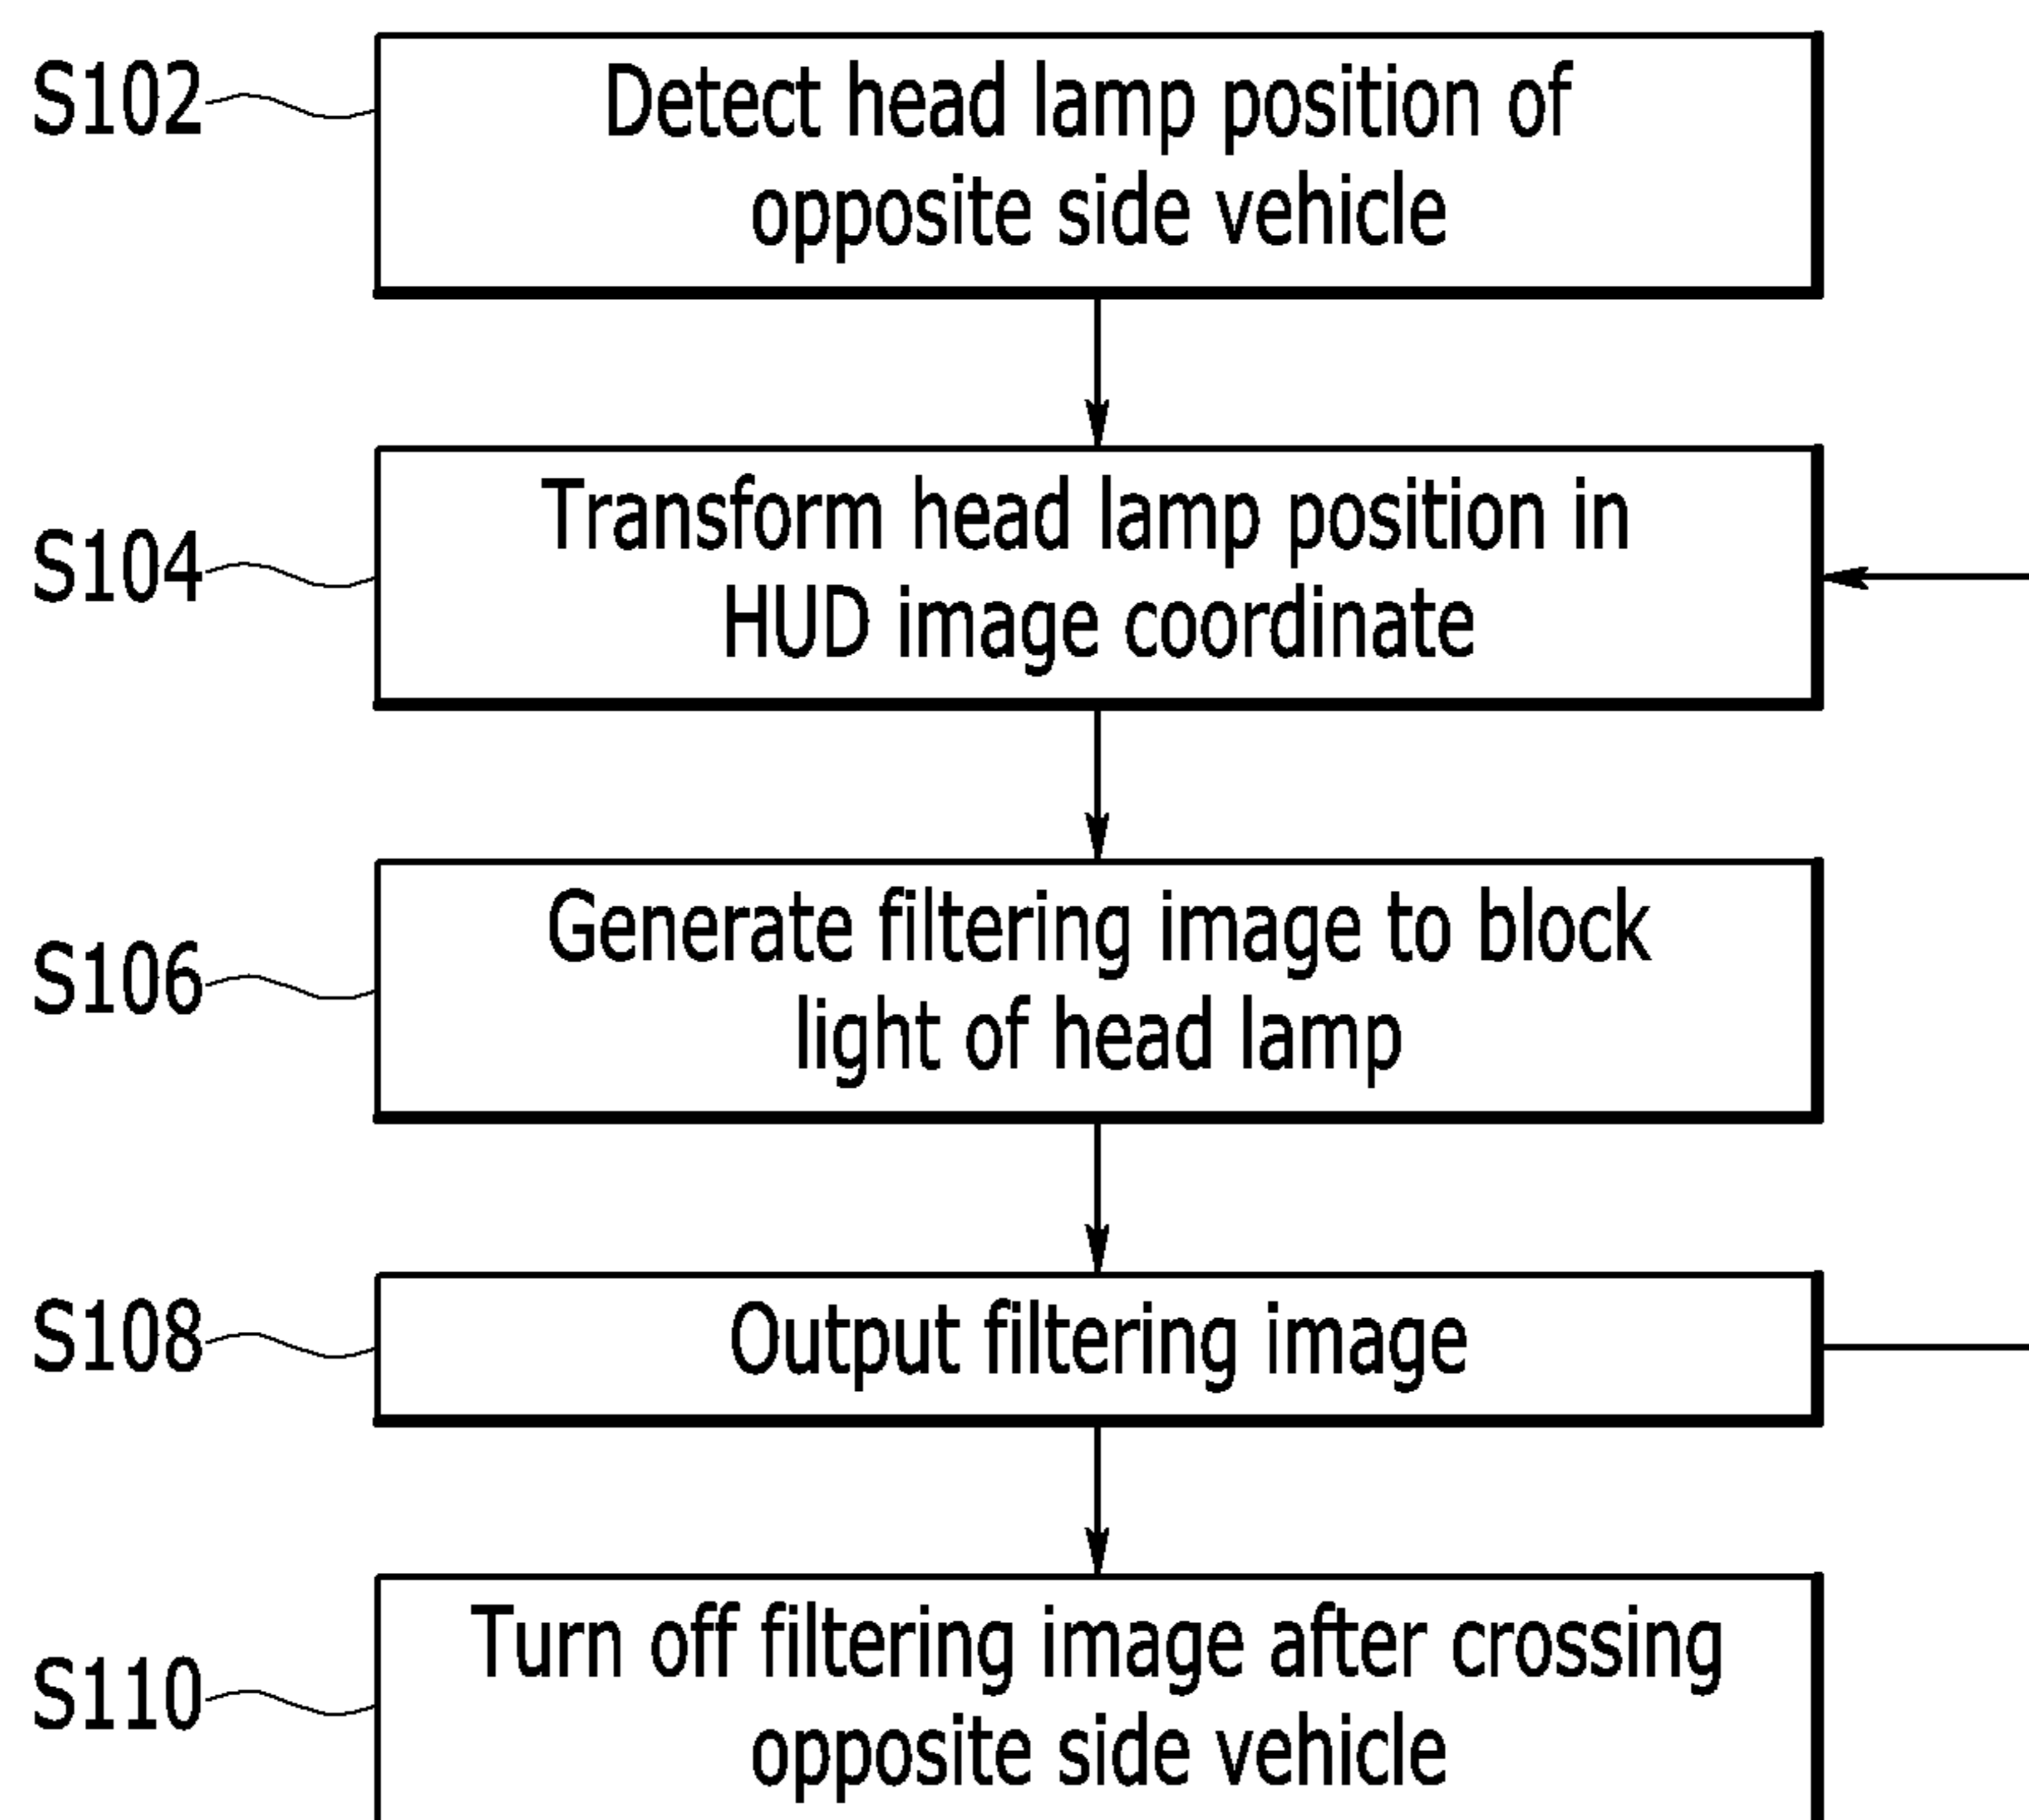 S102
Detect head lamp position of
opposite side vehicle
S104
Transform head lamp position in
HUD image coordinate
S106
Generate filtering image to block
light of head lamp
S108
Output filtering image
S110
Turn off filtering image after crossing
opposite side vehicle